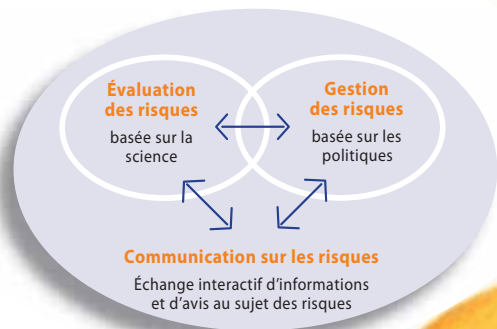 Évaluation
des risques
basée sur la
science
Gestion
des risques
basée sur les
politiques
Communication sur les risques
Échange interactif d'informations
et d'avis au sujet des risques